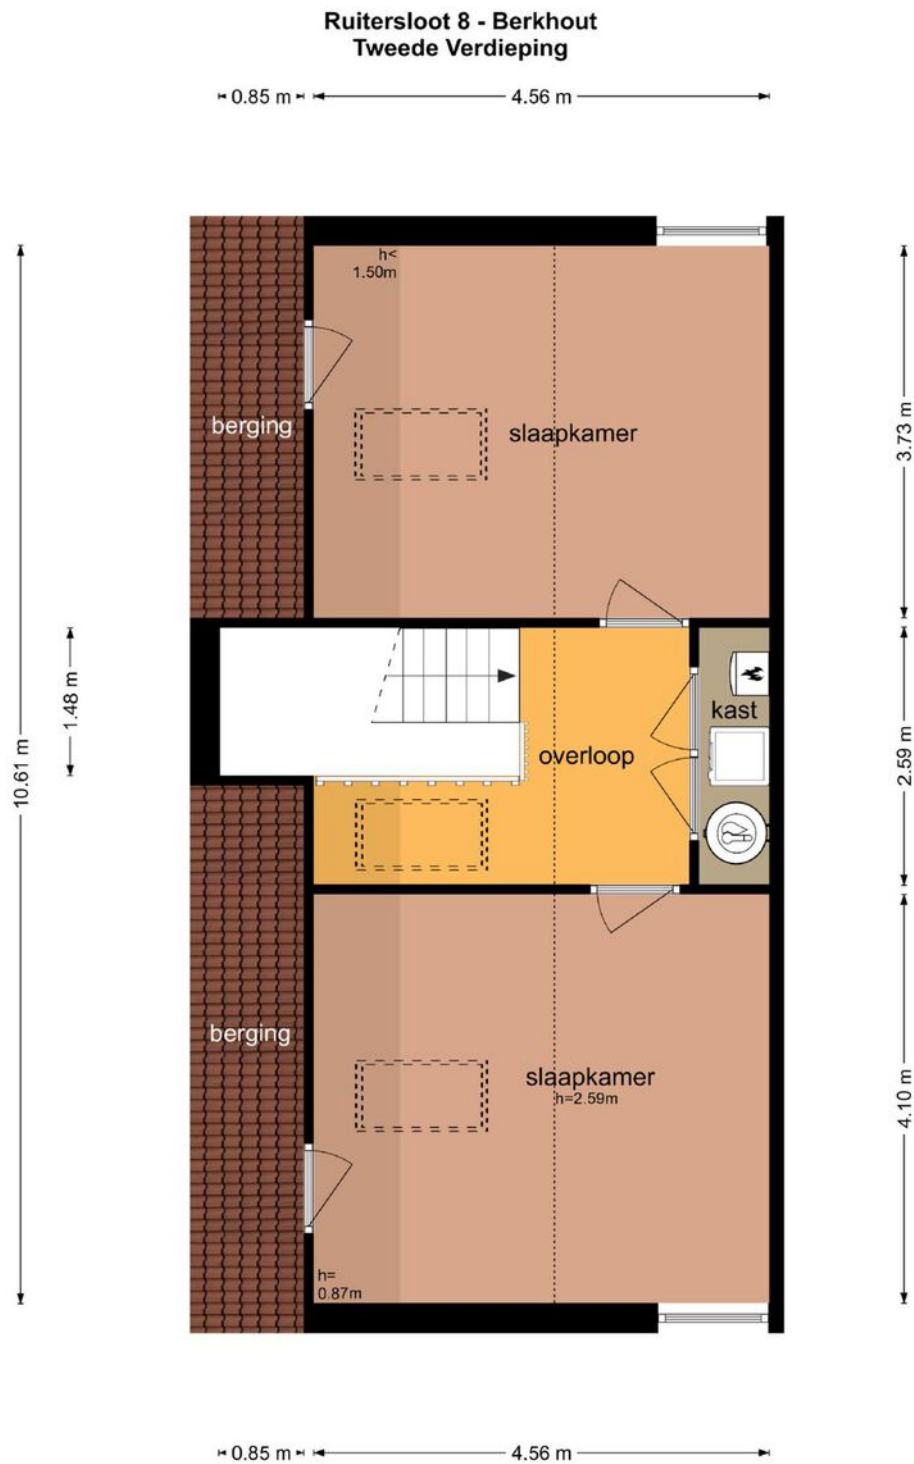 Ruitersloot 8 - Berkhout
Tweede Verdieping
0.85 m
4.56 m
h<
1.50m
berging
slaapkamer
3.73 m
1.48 m
kast
overloop
10.61 m
2.59 m
berging
slaapkamer
h=2.59m
4.10 m
h=
0.87m
0.85 m
4.56 m